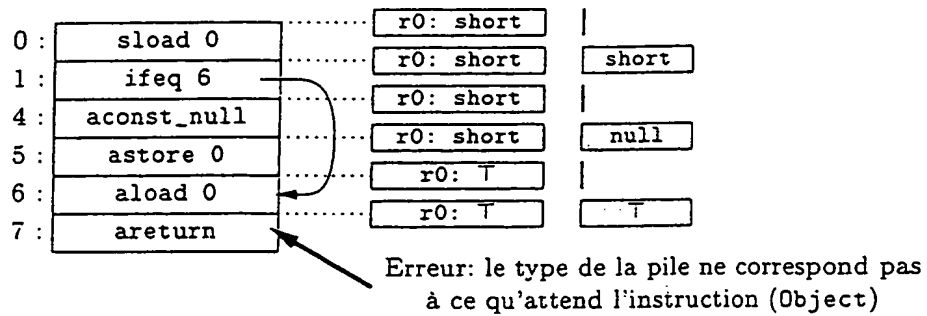 r0: short
0 : sload 0
r0: short short
1 : ifeq 6
r0: short
4 : aconst_null
r0: short null
5 : astore 0
r0: ⊤
6 : aload 0
r0: ⊤ ⊤
7 : areturn
Erreur: le type de la pile ne correspond pas
à ce qu'attend l'instruction (Object)